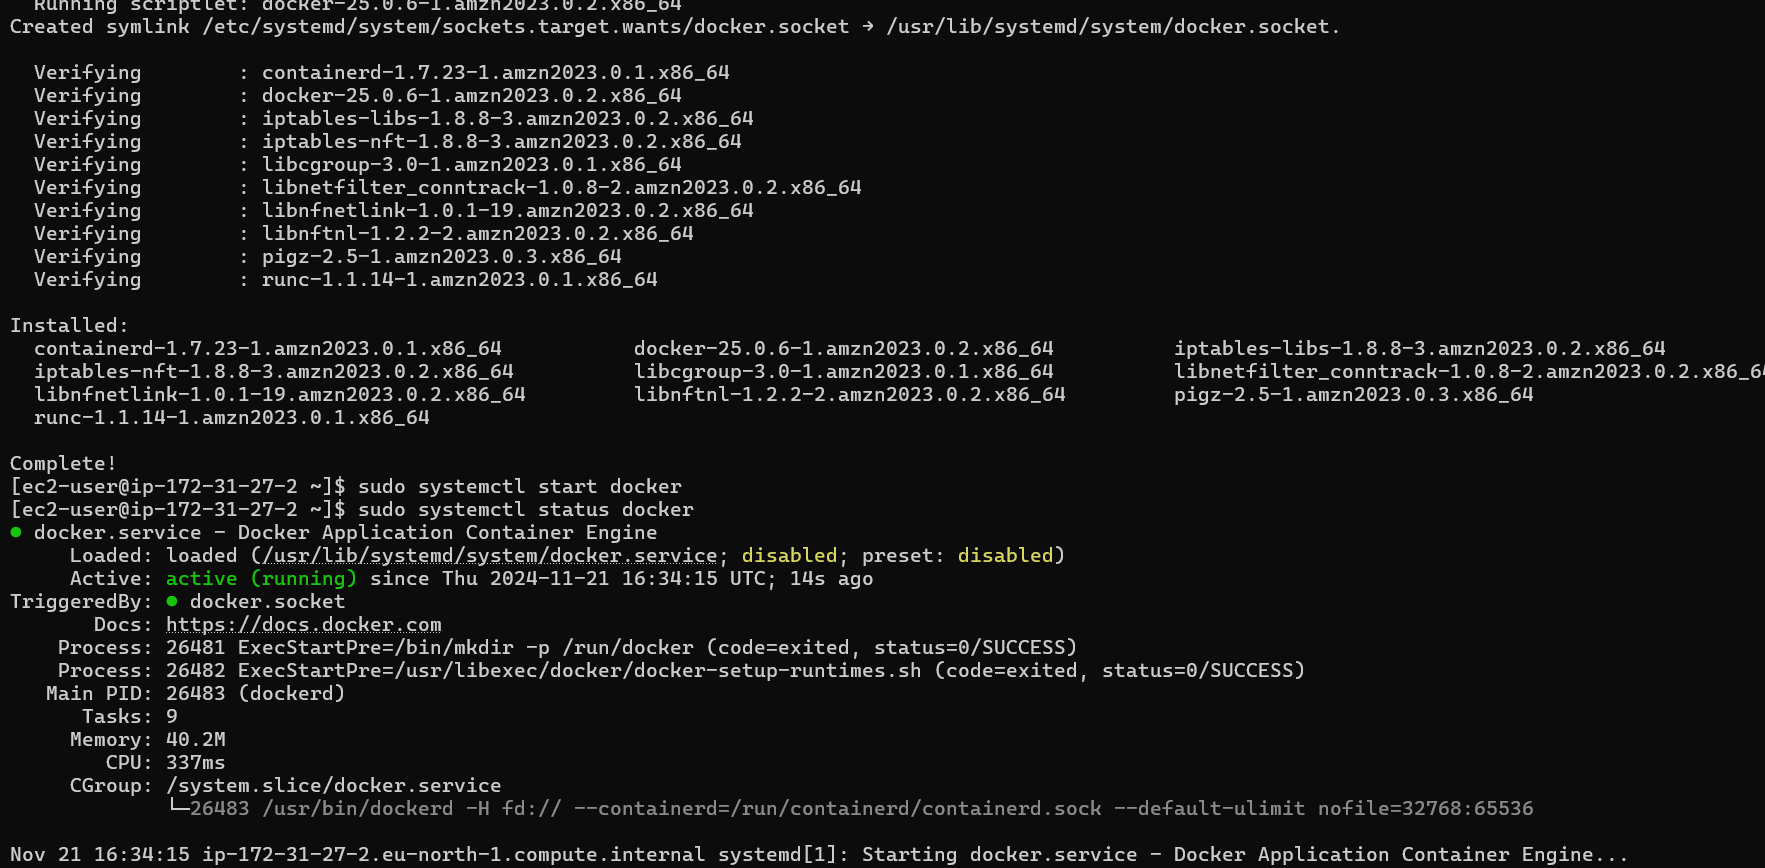 Running scriptlet: docker-25.0.6-1.amzn2023.0.2.x86_64
Created symlink /etc/systemd/system/sockets.target.wants/docker.socket → /usr/lib/systemd/system/docker.socket.
Verifying : containerd-1.7.23-1.amzn2023.0.1.x86_64
Verifying : docker-25.0.6-1.amzn2023.0.2.x86_64
Verifying : iptables-libs-1.8.8-3.amzn2023.0.2.x86_64
Verifying : iptables-nft-1.8.8-3.amzn2023.0.2.x86_64
Verifying : libcgroup-3.0-1.amzn2023.0.1.x86_64
Verifying : libnetfilter_conntrack-1.0.8-2.amzn2023.0.2.x86_64
Verifying : libnfnetlink-1.0.1-19.amzn2023.0.2.x86_64
Verifying : libnftnl-1.2.2-2.amzn2023.0.2.x86_64
Verifying : pigz-2.5-1.amzn2023.0.3.x86_64
Verifying : runc-1.1.14-1.amzn2023.0.1.x86_64
Installed:
containerd-1.7.23-1.amzn2023.0.1.x86_64 docker-25.0.6-1.amzn2023.0.2.x86_64 iptables-libs-1.8.8-3.amzn2023.0.2.x86_64
iptables-nft-1.8.8-3.amzn2023.0.2.x86_64 libcgroup-3.0-1.amzn2023.0.1.x86_64 libnetfilter_conntrack-1.0.8-2.amzn2023.0.2.x86_64
libnfnetlink-1.0.1-19.amzn2023.0.2.x86_64 libnftnl-1.2.2-2.amzn2023.0.2.x86_64 pigz-2.5-1.amzn2023.0.3.x86_64
runc-1.1.14-1.amzn2023.0.1.x86_64
Complete!
[ec2-user@ip-172-31-27-2 ~]$ sudo systemctl start docker
[ec2-user@ip-172-31-27-2 ~]$ sudo systemctl status docker
● docker.service - Docker Application Container Engine
Loaded: loaded (/usr/lib/systemd/system/docker.service; disabled; preset: disabled)
Active: active (running) since Thu 2024-11-21 16:34:15 UTC; 14s ago
TriggeredBy: ● docker.socket
Docs: https://docs.docker.com
Process: 26481 ExecStartPre=/bin/mkdir -p /run/docker (code=exited, status=0/SUCCESS)
Process: 26482 ExecStartPre=/usr/libexec/docker/docker-setup-runtimes.sh (code=exited, status=0/SUCCESS)
Main PID: 26483 (dockerd)
Tasks: 9
Memory: 40.2M
CPU: 337ms
CGroup: /system.slice/docker.service
└─26483 /usr/bin/dockerd -H fd:// --containerd=/run/containerd/containerd.sock --default-ulimit nofile=32768:65536
Nov 21 16:34:15 ip-172-31-27-2.eu-north-1.compute.internal systemd[1]: Starting docker.service - Docker Application Container Engine...